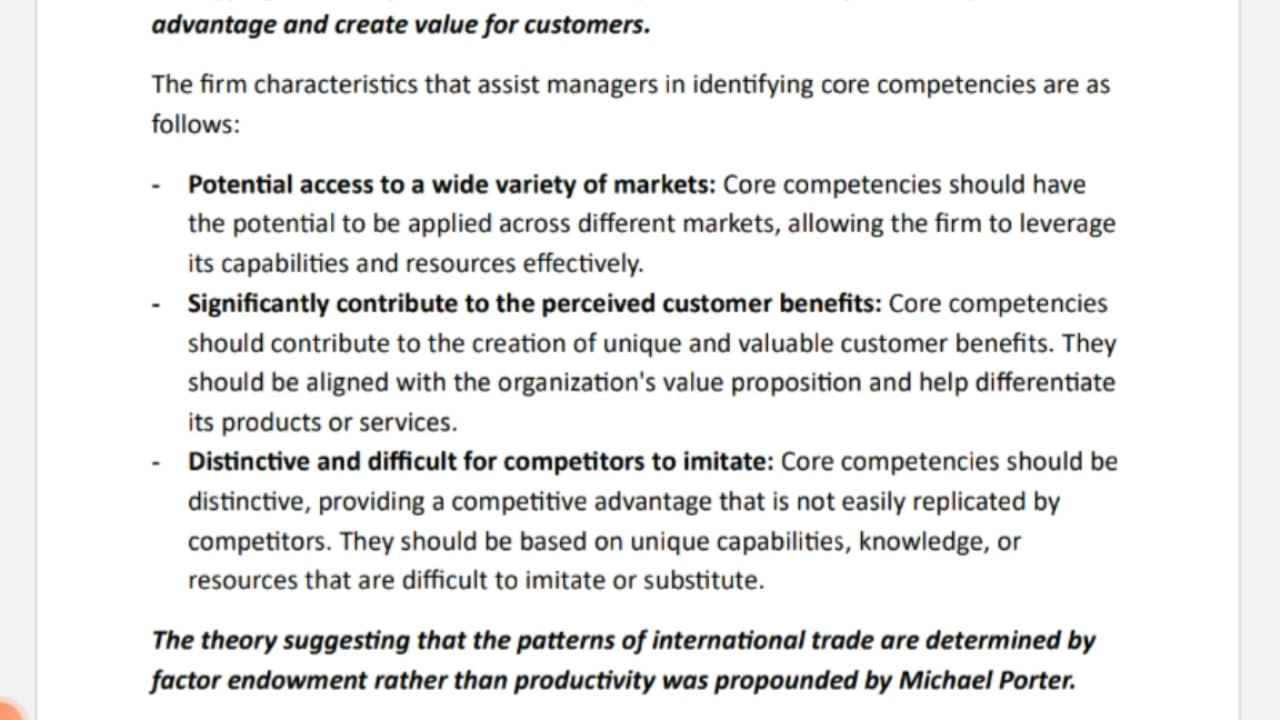 advantage and create value for customers.
The firm characteristics that assist managers in identifying core competencies are as
follows:
- Potential access to a wide variety of markets: Core competencies should have
the potential to be applied across different markets, allowing the firm to leverage
its capabilities and resources effectively.
- Significantly contribute to the perceived customer benefits: Core competencies
should contribute to the creation of unique and valuable customer benefits. They
should be aligned with the organization's value proposition and help differentiate
its products or services.
- Distinctive and difficult for competitors to imitate: Core competencies should be
distinctive, providing a competitive advantage that is not easily replicated by
competitors. They should be based on unique capabilities, knowledge, or
resources that are difficult to imitate or substitute.
The theory suggesting that the patterns of international trade are determined by
factor endowment rather than productivity was propounded by Michael Porter.